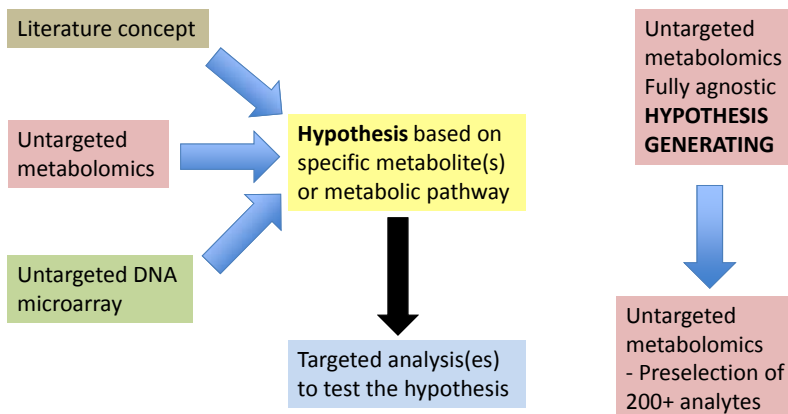 Literature concept
Untargeted
metabolomics
Untargeted DNA
microarray
Hypothesis based on
specific metabolite(s)
or metabolic pathway
Targeted analysis(es)
to test the hypothesis
Untargeted
metabolomics
Fully agnostic
HYPOTHESIS
GENERATING
Untargeted
metabolomics
- Preselection of
200+ analytes